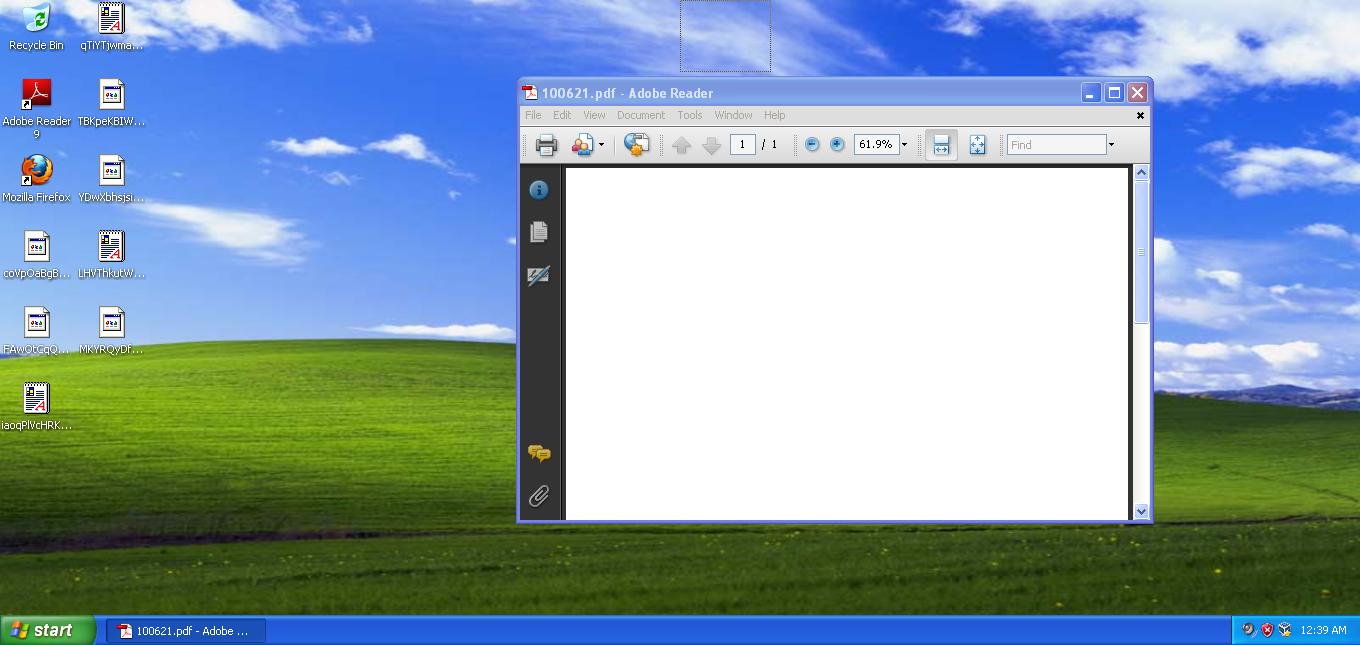 Recycle Bin
qTiYTjwma...
Adobe Reader 9
TBKpeKBIW...
Mozilla Firefox
YDwXbhsjsi...
coVpOaBgB...
LHVThkutW...
FAwOtCqQ...
MKYRQyDf...
iaoqPlVcHRK...
100621.pdf - Adobe Reader
File Edit View Document Tools Window Help
1 / 1 61.9% Find
start 100621.pdf - Adobe ... 12:39 AM